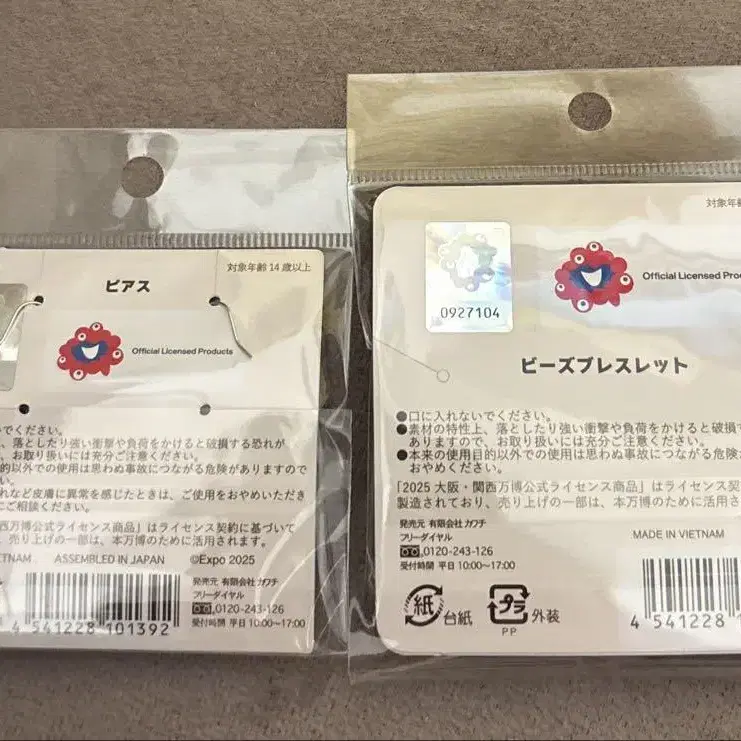 ピアス
対象年齢 14 歳以上
Official Licensed Products
でください。
、落としたり強い衝撃や負荷をかけると破損する恐れが
、お取り扱いには充分ご注意ください。
的以外での使用は思わぬ事故につながる危険がありますので
れなど皮膚に異常を感じたときは、ご使用をおやめいただき
ご相談ください。
西万博公式ライセンス商品」はライセンス契約に基づいて
、売り上げの一部は、本万博のために活用されます。
ETNAM ASSEMBLED IN JAPAN ©Expo 2025
発売元 有限会社 カワチ
フリーダイヤル
0120-243-126
受付時間 平日 10:00〜17:00
4 541228 101392
対象年齢
0927104
Official Licensed Produ
ビーズブレスレット
●口に入れないでください。
●素材の特性上、落としたり強い衝撃や負荷をかけると破損す
ありますので、お取り扱いには充分ご注意ください。
●本来の使用目的以外での使用は思わぬ事故につながる危険が
おやめください。
「2025 大阪・関西万博公式ライセンス商品」はライセンス契
製造されており、売り上げの一部は、本万博のために活用され
発売元 有限会社 カワチ
フリーダイヤル
0120-243-126
受付時間 平日 10:00〜17:00
MADE IN VIETNAM
紙 台紙
プラ 外装
PP
4 541228 1